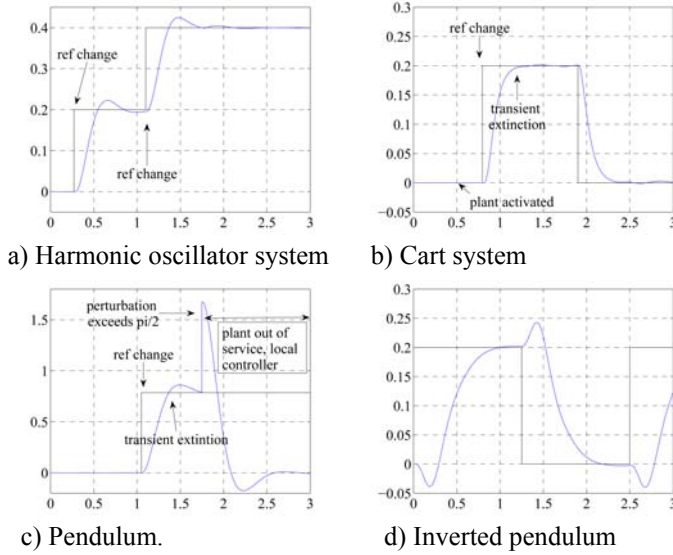 0.4
0.3
0.2
0.1
0
ref change
ref change
0 0.5 1 1.5 2 2.5 3
a) Harmonic oscillator system
0.3
0.25
0.2
0.15
0.1
0.05
0
−0.05
ref change
transient
extinction
plant activated
0 0.5 1 1.5 2 2.5 3
b) Cart system
1.5
1
0.5
0
perturbation
exceeds pi/2
plant out of
service, local
controller
ref change
transient extintion
0 0.5 1 1.5 2 2.5 3
c) Pendulum.
0.3
0.25
0.2
0.15
0.1
0.05
0
−0.05
0 0.5 1 1.5 2 2.5 3
d) Inverted pendulum